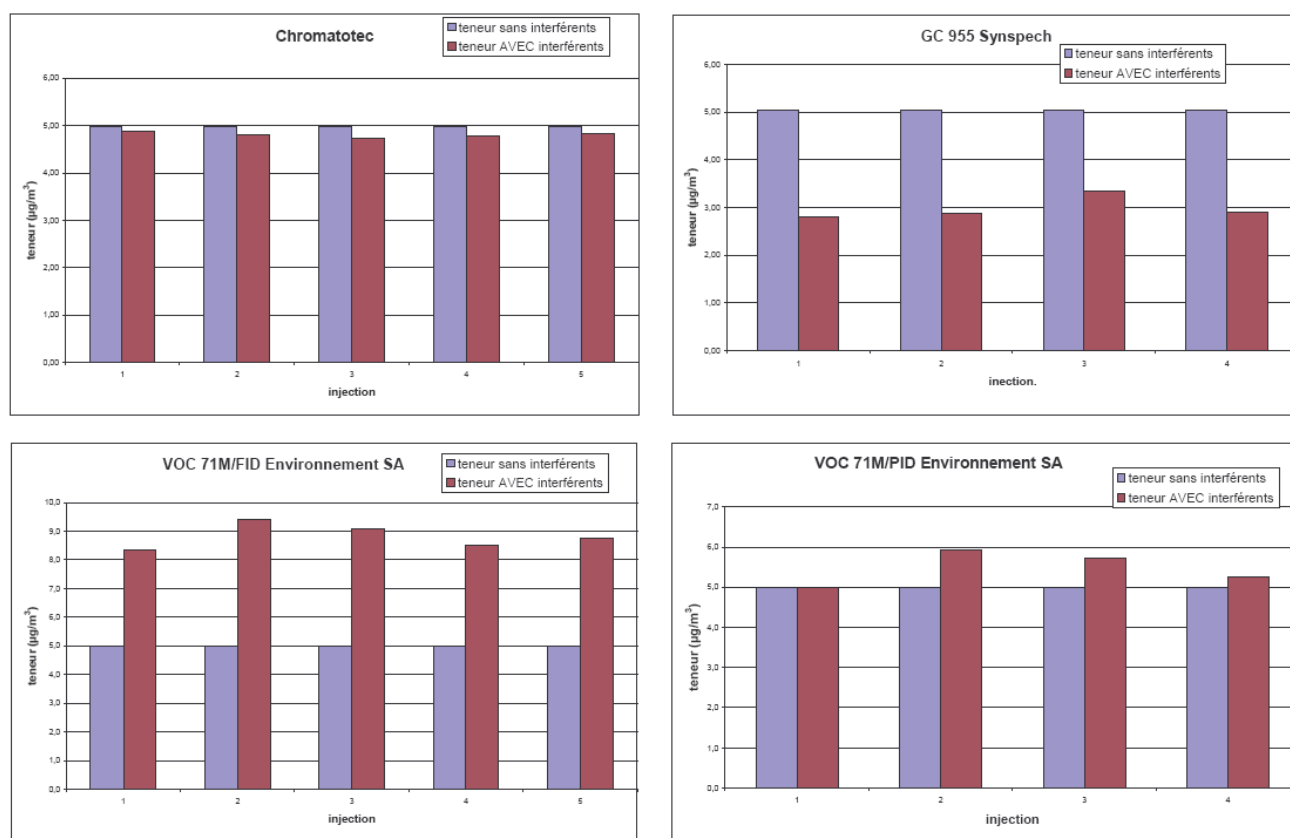 Chromatotec
teneur sans interférents
teneur AVEC interférents
6,00
5,00
4,00
3,00
2,00
1,00
0,00
teneur (µg/m³)
1 2 3 4 5
injection
GC 955 Synspech
teneur sans interférents
teneur AVEC interférents
6,00
5,00
4,00
3,00
2,00
1,00
0,00
teneur (µg/m³)
1 2 3 4
inection.
VOC 71M/FID Environnement SA
teneur sans interférents
teneur AVEC interférents
10,0
9,0
8,0
7,0
6,0
5,0
4,0
3,0
2,0
1,0
0,0
teneur (µg/m³)
1 2 3 4 5
injection
VOC 71M/PID Environnement SA
teneur sans interférents
teneur AVEC interférents
7,0
6,0
5,0
4,0
3,0
2,0
1,0
0,0
teneur (µg/m³)
1 2 3 4
injection